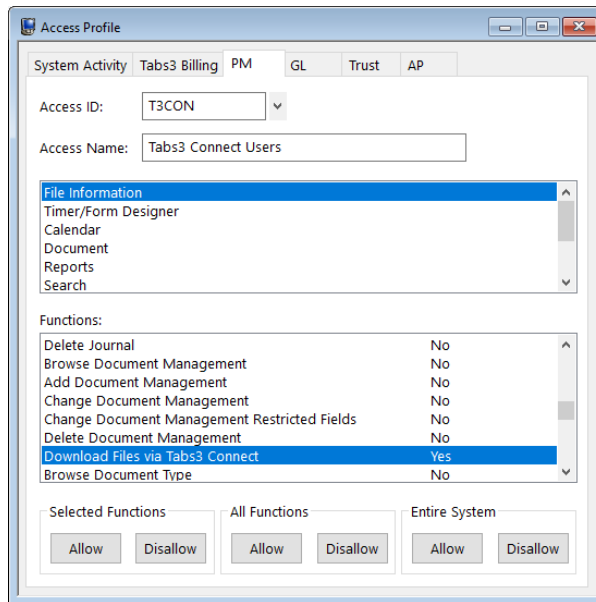 Access Profile
System Activity Tabs3 Billing PM GL Trust AP
Access ID: T3CON
Access Name: Tabs3 Connect Users
File Information
Timer/Form Designer
Calendar
Document
Reports
Search
Functions:
Delete Journal No
Browse Document Management No
Add Document Management No
Change Document Management No
Change Document Management Restricted Fields No
Delete Document Management No
Download Files via Tabs3 Connect Yes
Browse Document Type No
Selected Functions All Functions Entire System
Allow Disallow Allow Disallow Allow Disallow